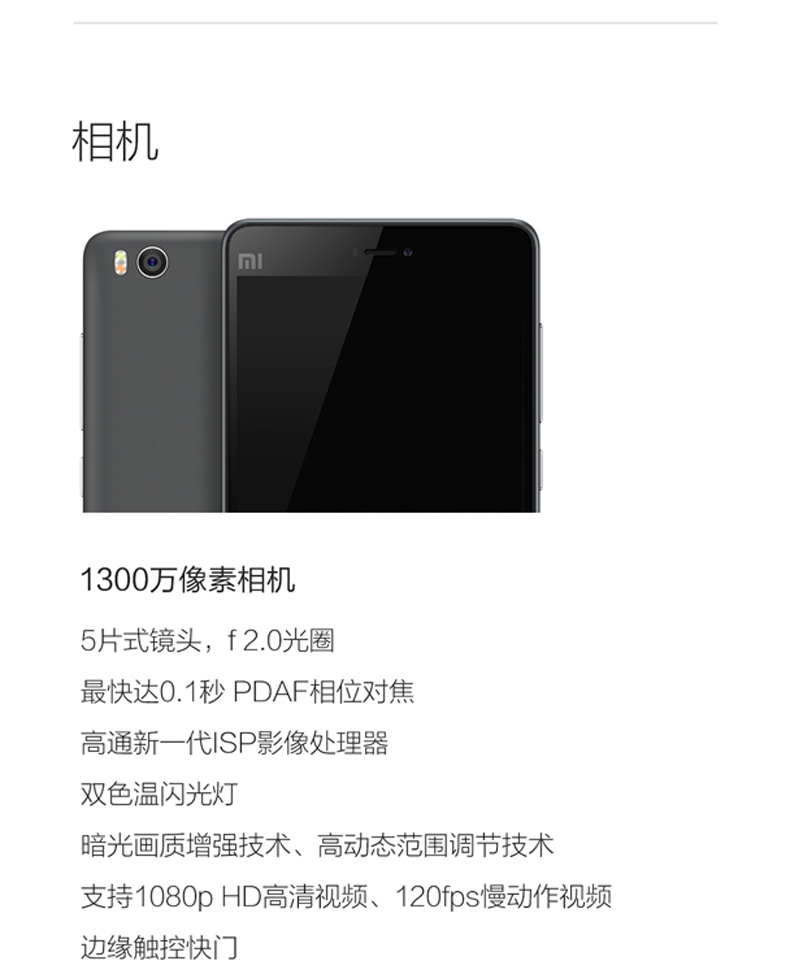 相机
mi
1300万像素相机
5片式镜头，f 2.0光圈
最快达0.1秒 PDAF相位对焦
高通新一代ISP影像处理器
双色温闪光灯
暗光画质增强技术、高动态范围调节技术
支持1080p HD高清视频、120fps慢动作视频
边缘触控快门